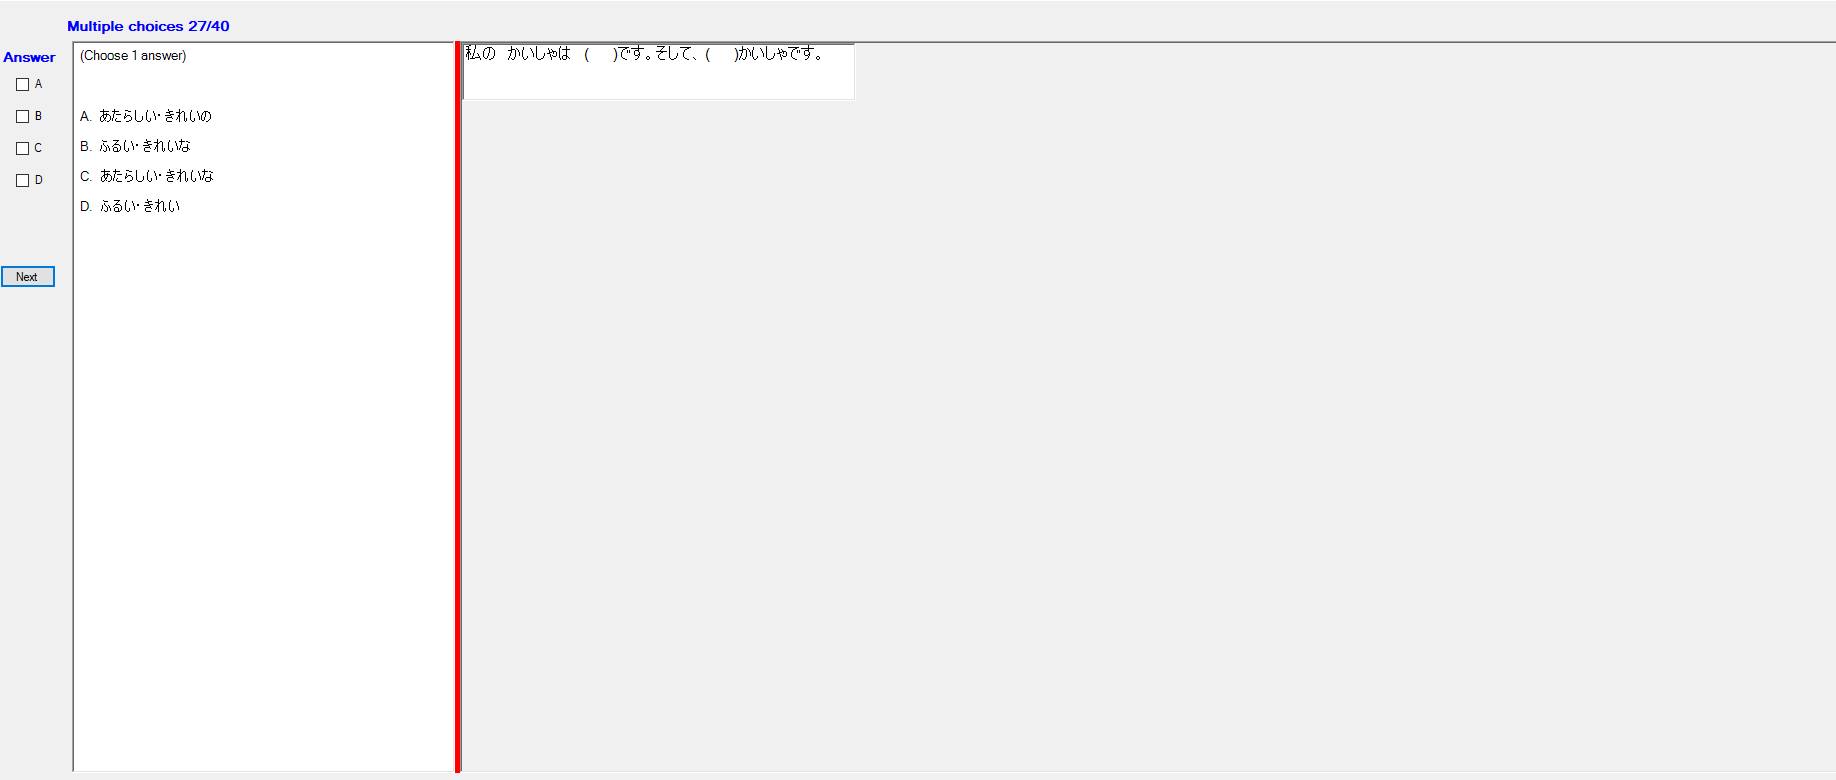 Multiple choices 27/40
Answer
A
B
C
D
Next
(Choose 1 answer)
A. あたらしい・きれいの
B. ふるい・きれいな
C. あたらしい・きれいな
D. ふるい・きれい
私の かいしゃは (  )です。そして、(  )かいしゃです。